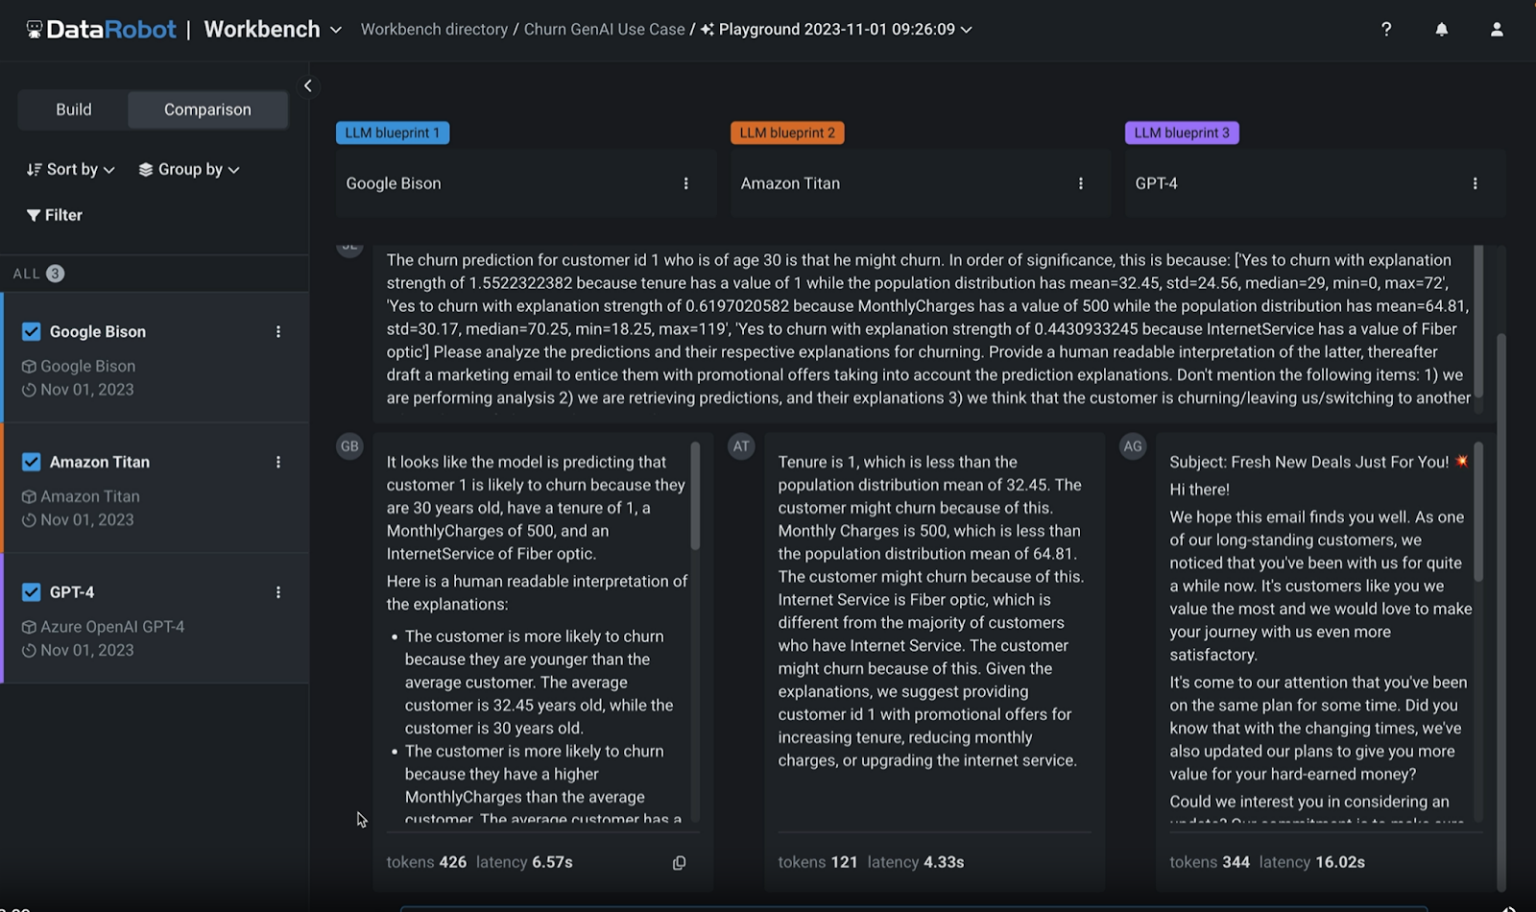 DataRobot | Workbench Workbench directory / Churn GenAI Use Case / Playground 2023-11-01 09:26:09 ?
Build Comparison
Sort by Group by
Filter
ALL 3
Google Bison
Google Bison
Nov 01, 2023
Amazon Titan
Amazon Titan
Nov 01, 2023
GPT-4
Azure OpenAI GPT-4
Nov 01, 2023
LLM blueprint 1 LLM blueprint 2 LLM blueprint 3
Google Bison Amazon Titan GPT-4
The churn prediction for customer id 1 who is of age 30 is that he might churn. In order of significance, this is because: ['Yes to churn with explanation
strength of 1.5522322382 because tenure has a value of 1 while the population distribution has mean=32.45, std=24.56, median=29, min=0, max=72',
'Yes to churn with explanation strength of 0.6197020582 because MonthlyCharges has a value of 500 while the population distribution has mean=64.81,
std=30.17, median=70.25, min=18.25, max=119', 'Yes to churn with explanation strength of 0.4430933245 because InternetService has a value of Fiber
optic'] Please analyze the predictions and their respective explanations for churning. Provide a human readable interpretation of the latter, thereafter
draft a marketing email to entice them with promotional offers taking into account the prediction explanations. Don't mention the following items: 1) we
are performing analysis 2) we are retrieving predictions, and their explanations 3) we think that the customer is churning/leaving us/switching to another
GB
It looks like the model is predicting that
customer 1 is likely to churn because they
are 30 years old, have a tenure of 1, a
MonthlyCharges of 500, and an
InternetService of Fiber optic.
Here is a human readable interpretation of
the explanations:
• The customer is more likely to churn
because they are younger than the
average customer. The average
customer is 32.45 years old, while the
customer is 30 years old.
• The customer is more likely to churn
because they have a higher
MonthlyCharges than the average
customer. The average customer has a
tokens 426 latency 6.57s
AT
Tenure is 1, which is less than the
population distribution mean of 32.45. The
customer might churn because of this.
Monthly Charges is 500, which is less than
the population distribution mean of 64.81.
The customer might churn because of this.
Internet Service is Fiber optic, which is
different from the majority of customers
who have Internet Service. The customer
might churn because of this. Given the
explanations, we suggest providing
customer id 1 with promotional offers for
increasing tenure, reducing monthly
charges, or upgrading the internet service.
tokens 121 latency 4.33s
AG
Subject: Fresh New Deals Just For You! 💥
Hi there!
We hope this email finds you well. As one
of our long-standing customers, we
noticed that you've been with us for quite
a while now. It's customers like you we
value the most and we would love to make
your journey with us even more
satisfactory.
It's come to our attention that you've been
on the same plan for some time. Did you
know that with the changing times, we've
also updated our plans to give you more
value for your hard-earned money?
Could we interest you in considering an
tokens 344 latency 16.02s